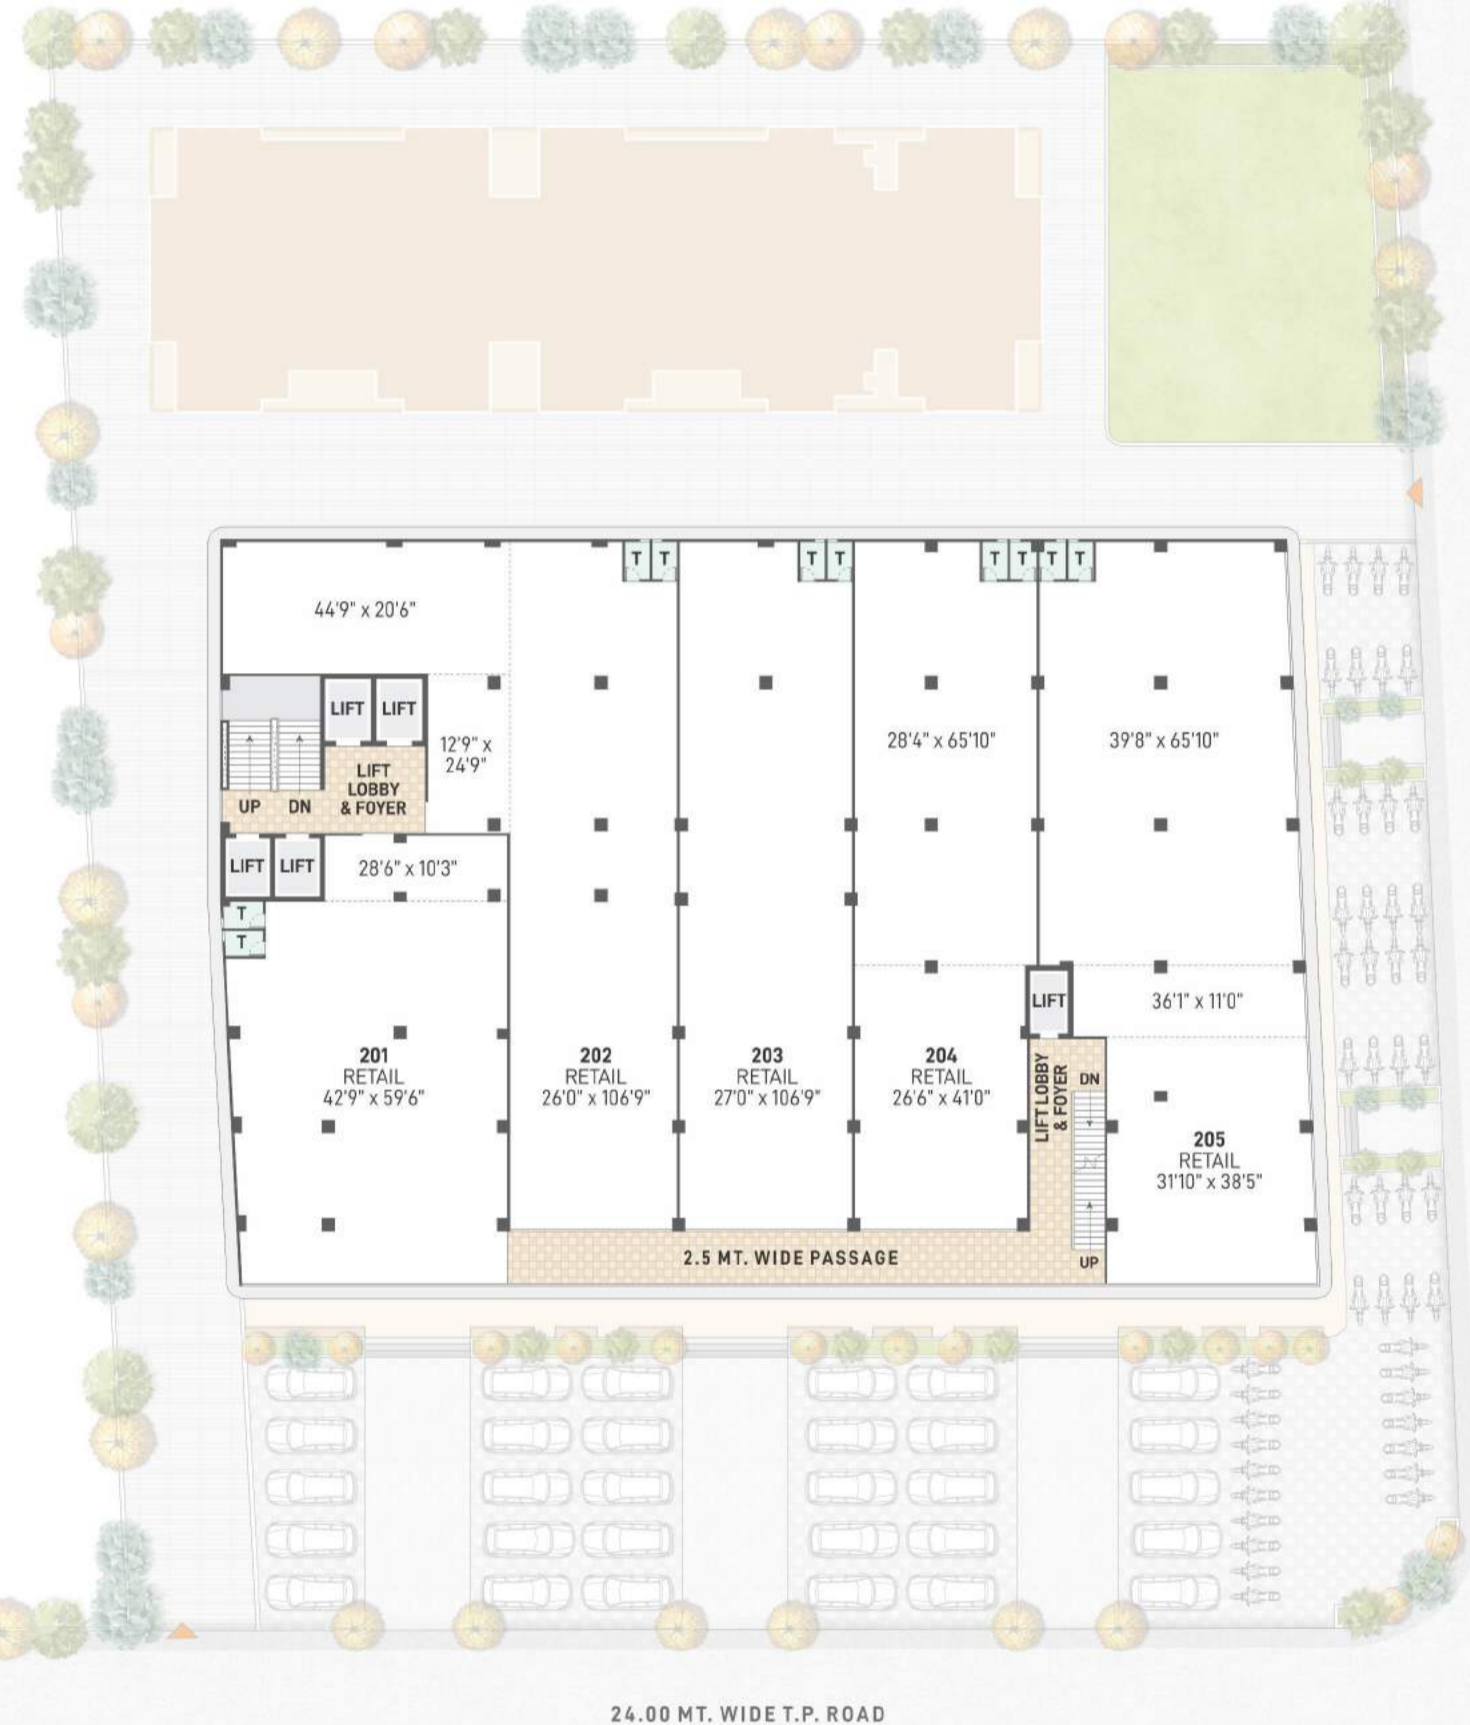 T T
T T
T T T T
44'9" x 20'6"
LIFT LIFT
12'9" x
24'9"
28'4" x 65'10"
39'8" x 65'10"
LIFT
LOBBY
& FOYER
UP DN
LIFT LIFT
28'6" x 10'3"
T
T
LIFT
36'1" x 11'0"
201
RETAIL
42'9" x 59'6"
202
RETAIL
26'0" x 106'9"
203
RETAIL
27'0" x 106'9"
204
RETAIL
26'6" x 41'0"
LIFT LOBBY
& FOYER
DN
205
RETAIL
31'10" x 38'5"
2.5 MT. WIDE PASSAGE
UP
24.00 MT. WIDE T.P. ROAD